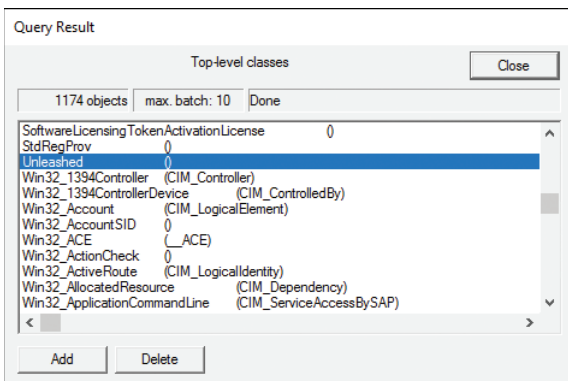 Query Result
Top-level classes
Close
1174 objects max. batch: 10 Done
SoftwareLicensingTokenActivationLicense ()
StdRegProv ()
Unleashed ()
Win32_1394Controller (CIM_Controller)
Win32_1394ControllerDevice (CIM_ControlledBy)
Win32_Account (CIM_LogicalElement)
Win32_AccountSID ()
Win32_ACE (__ACE)
Win32_ActionCheck ()
Win32_ActiveRoute (CIM_LogicalIdentity)
Win32_AllocatedResource (CIM_Dependency)
Win32_ApplicationCommandLine (CIM_ServiceAccessBySAP)
Add Delete